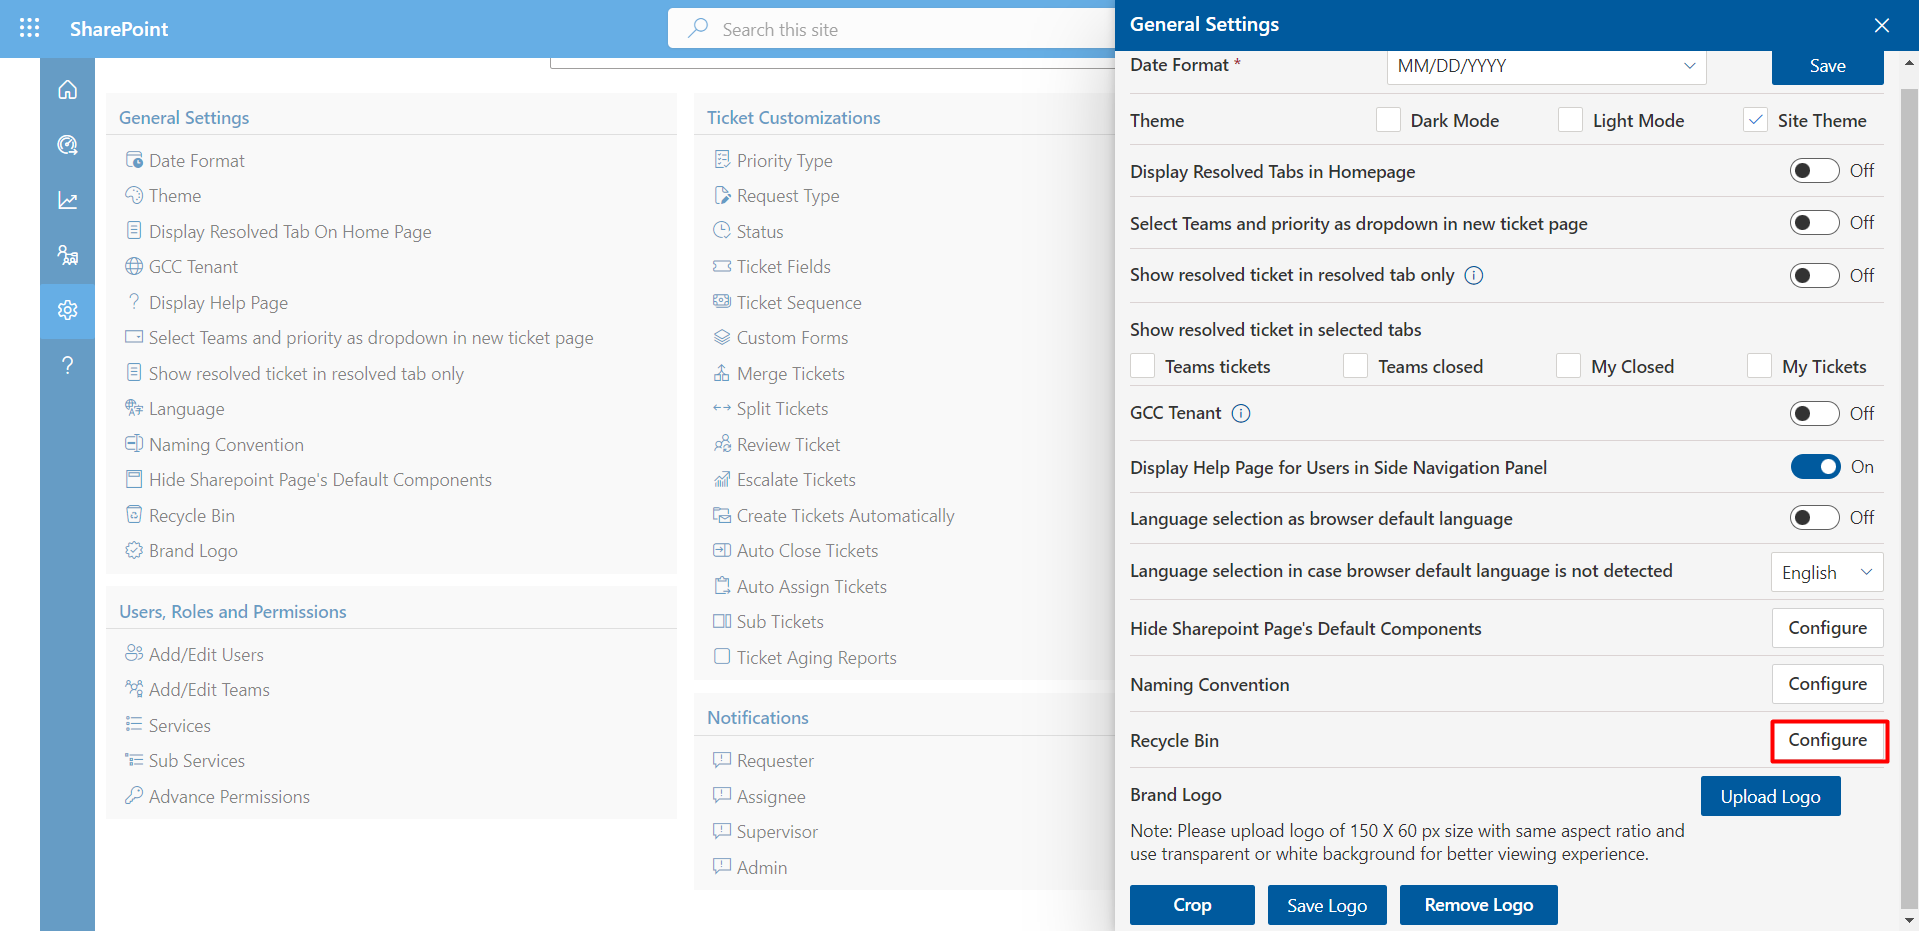 SharePoint
Search this site
General Settings
Date Format
Theme
Display Resolved Tab On Home Page
GCC Tenant
Display Help Page
Select Teams and priority as dropdown in new ticket page
Show resolved ticket in resolved tab only
Language
Naming Convention
Hide Sharepoint Page's Default Components
Recycle Bin
Brand Logo
Users, Roles and Permissions
Add/Edit Users
Add/Edit Teams
Services
Sub Services
Advance Permissions
Ticket Customizations
Priority Type
Request Type
Status
Ticket Fields
Ticket Sequence
Custom Forms
Merge Tickets
Split Tickets
Review Ticket
Escalate Tickets
Create Tickets Automatically
Auto Close Tickets
Auto Assign Tickets
Sub Tickets
Ticket Aging Reports
Notifications
Requester
Assignee
Supervisor
Admin
General Settings
Date Format * MM/DD/YYYY Save
Theme Dark Mode Light Mode Site Theme
Display Resolved Tabs in Homepage Off
Select Teams and priority as dropdown in new ticket page Off
Show resolved ticket in resolved tab only Off
Show resolved ticket in selected tabs
Teams tickets Teams closed My Closed My Tickets
GCC Tenant Off
Display Help Page for Users in Side Navigation Panel On
Language selection as browser default language Off
Language selection in case browser default language is not detected English
Hide Sharepoint Page's Default Components Configure
Naming Convention Configure
Recycle Bin Configure
Brand Logo Upload Logo
Note: Please upload logo of 150 X 60 px size with same aspect ratio and
use transparent or white background for better viewing experience.
Crop Save Logo Remove Logo